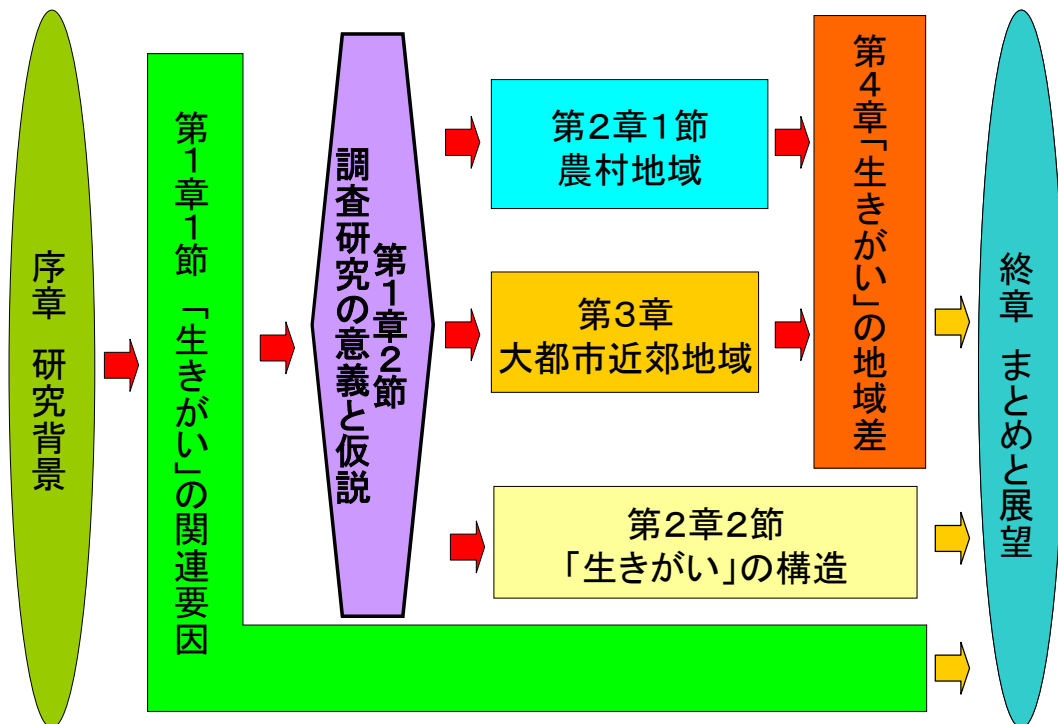 序章 研究背景
第1章1節 「生きがい」の関連要因
第1章2節
調査研究の意義と仮説
第2章1節
農村地域
第3章
大都市近郊地域
第2章2節
「生きがい」の構造
第4章「生きがい」の地域差
終章 まとめと展望